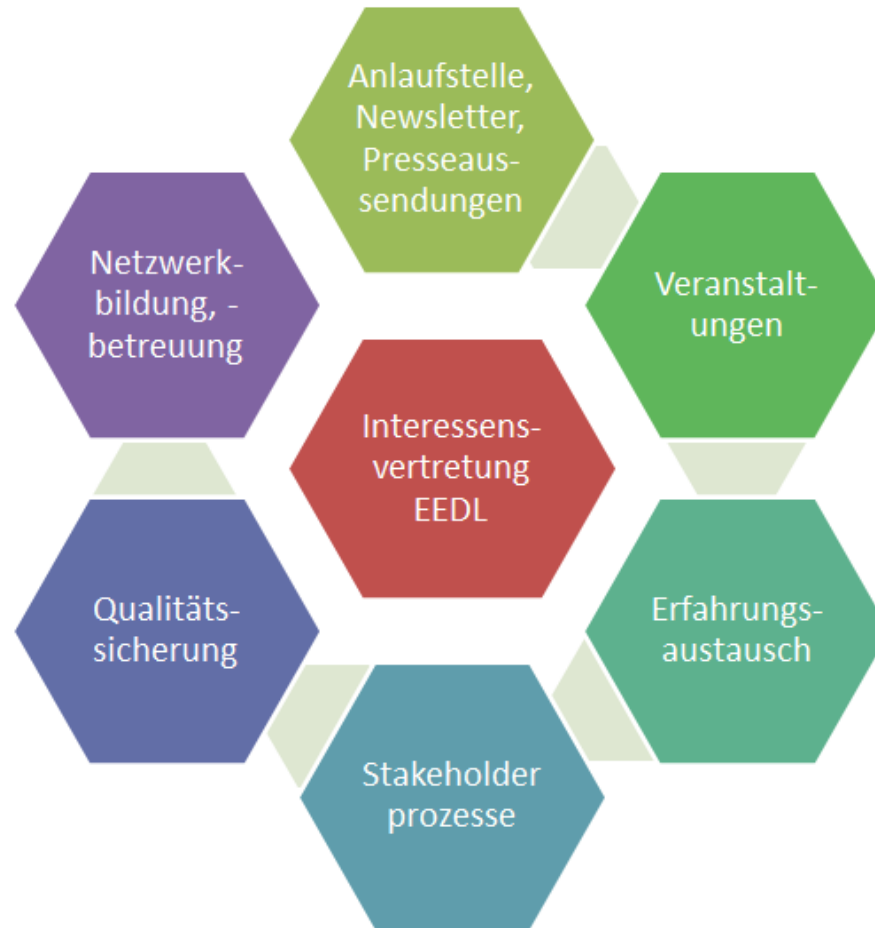 Anlaufstelle,
Newsletter,
Presseaus-
sendungen
Netzwerk-
bildung, -
betreuung
Veranstalt-
ungen
Interessens-
vertretung
EEDL
Qualitäts-
sicherung
Erfahrungs-
austausch
Stakeholder
prozesse